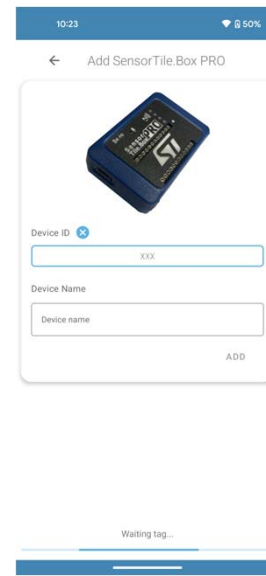 10:23
50%
Add SensorTile.Box PRO
Device ID
XXX
Device Name
Device name
ADD
Waiting tag...